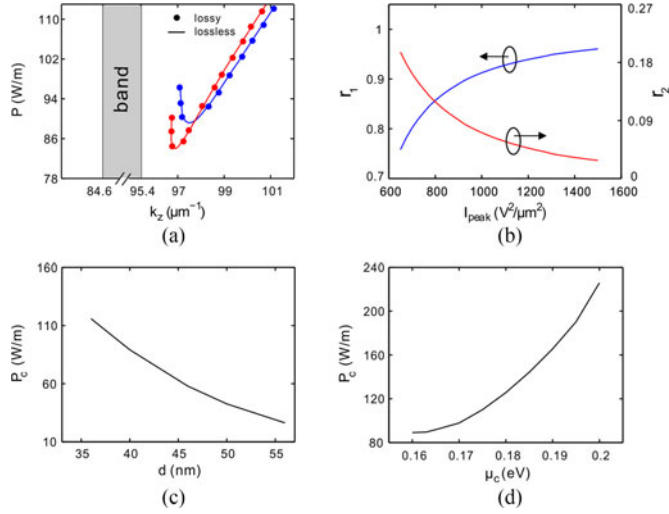 110
102
94
86
78
P (W/m)
band
lossy
lossless
84.6 95.4 97 99 101
k_z (μm⁻¹)
(a)
1
0.9
0.8
0.7
r₁
0.27
0.18
0.09
0
r₂
600 800 1000 1200 1400 1600
I_peak (V²/μm²)
(b)
160
110
60
10
P_c (W/m)
35 40 45 50 55
d (nm)
(c)
240
200
160
120
80
P_c (W/m)
0.16 0.17 0.18 0.19 0.2
μ_c (eV)
(d)